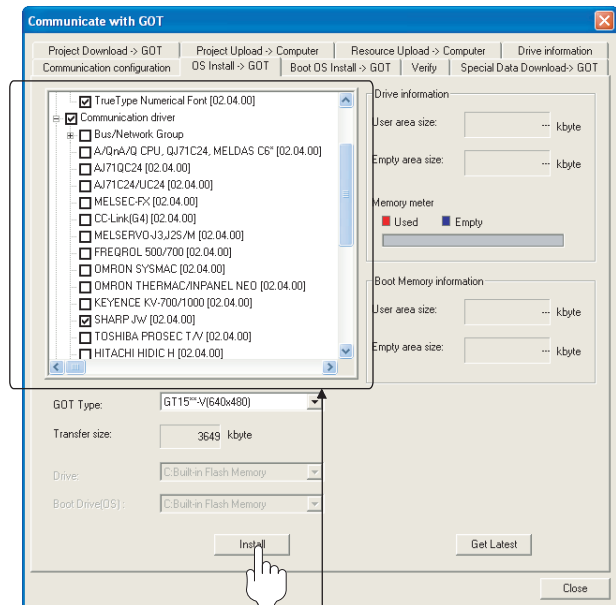 Communicate with GOT
Project Download -> GOT
Project Upload -> Computer
Resource Upload -> Computer
Drive information
Communication configuration
OS Install -> GOT
Boot OS Install -> GOT
Verify
Special Data Download-> GOT
TrueType Numerical Font [02.04.00]
Communication driver
Bus/Network Group
A/QnA/Q CPU, QJ71C24, MELDAS C6* [02.04.00]
AJ71QC24 [02.04.00]
AJ71C24/UC24 [02.04.00]
MELSEC-FX [02.04.00]
CC-Link(G4) [02.04.00]
MELSERVO-J3,J2S/M [02.04.00]
FREQROL 500/700 [02.04.00]
OMRON SYSMAC [02.04.00]
OMRON THERMAC/INPANEL NEO [02.04.00]
KEYENCE KV-700/1000 [02.04.00]
SHARP JW [02.04.00]
TOSHIBA PROSEC T/V [02.04.00]
HITACHI HIDIC H [02.04.00]
Drive information
User area size: --- kbyte
Empty area size: --- kbyte
Memory meter
Used Empty
Boot Memory information
User area size: --- kbyte
Empty area size: --- kbyte
GOT Type: GT15**-V(640x480)
Transfer size: 3649 kbyte
Drive: C:Built-in Flash Memory
Boot Drive(OS) : C:Built-in Flash Memory
Install
Get Latest
Close